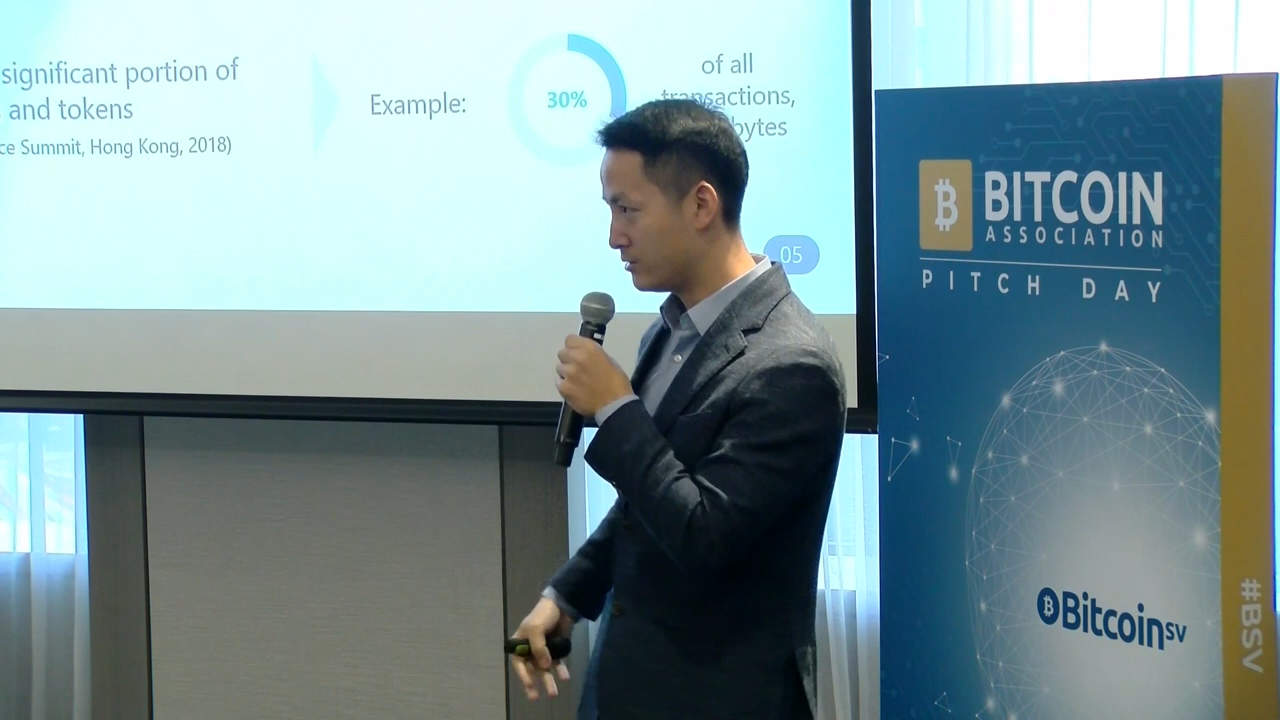 significant portion of
and tokens
ce Summit, Hong Kong, 2018)
Example:
30%
of all
transactions,
bytes
05
BITCOIN
ASSOCIATION
PITCH DAY
Bitcoin SV
#BSV